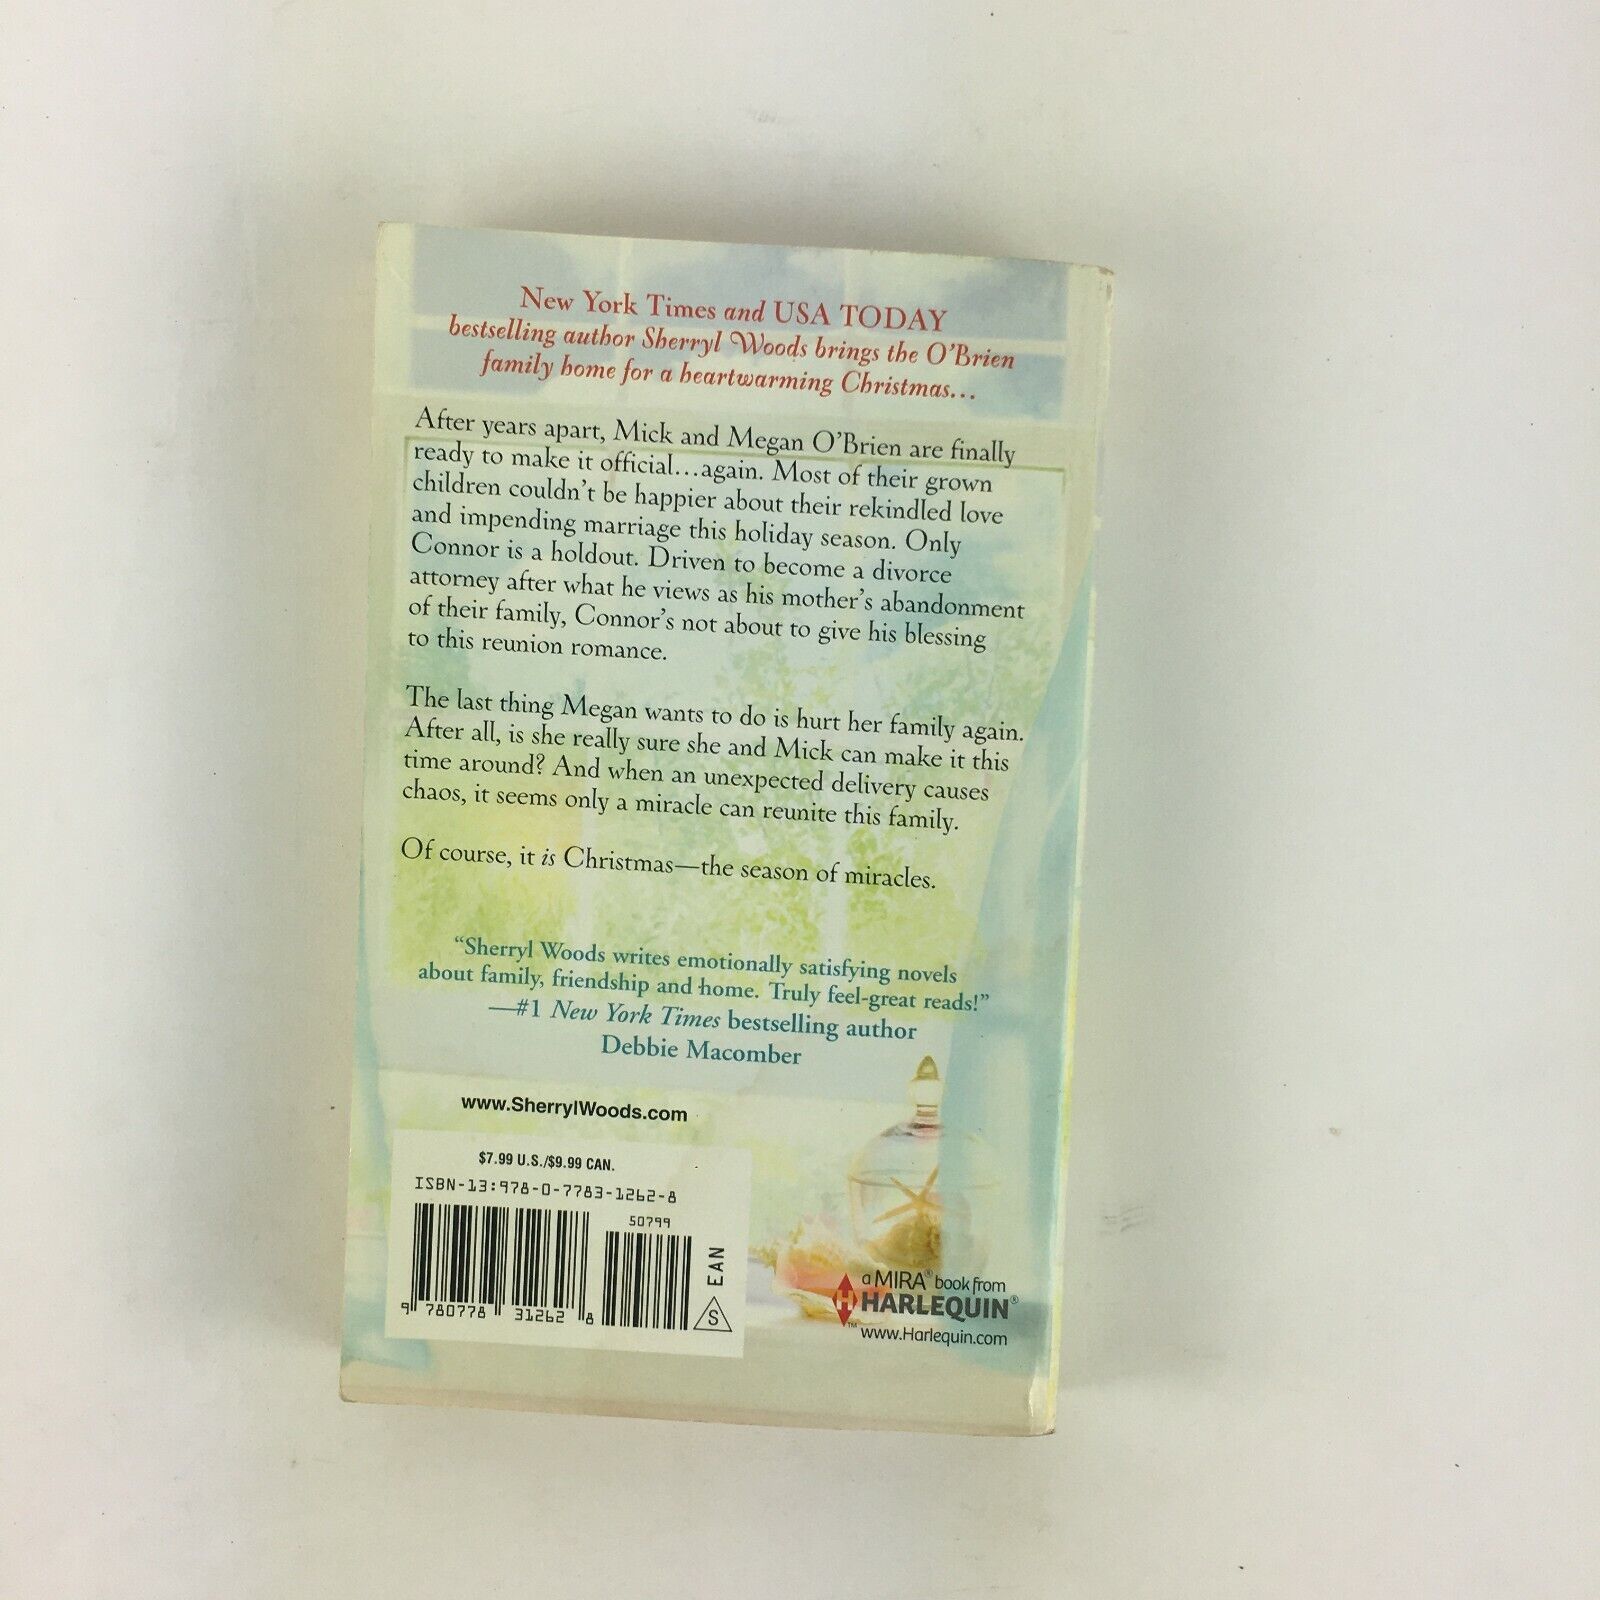 New York Times and USA TODAY
bestselling author Sherryl Woods brings the O'Brien
family home for a heartwarming Christmas...
After years apart, Mick and Megan O'Brien are finally
ready to make it official...again. Most of their grown
children couldn't be happier about their rekindled love
and impending marriage this holiday season. Only
Connor is a holdout. Driven to become a divorce
attorney after what he views as his mother's abandonment
of their family, Connor's not about to give his blessing
to this reunion romance.
The last thing Megan wants to do is hurt her family again.
After all, is she really sure she and Mick can make it this
time around? And when an unexpected delivery causes
chaos, it seems only a miracle can reunite this family.
Of course, it is Christmas—the season of miracles.
"Sherryl Woods writes emotionally satisfying novels
about family, friendship and home. Truly feel-great reads!"
—#1 New York Times bestselling author
Debbie Macomber
www.SherrylWoods.com
$7.99 U.S./$9.99 CAN.
ISBN-13:978-0-7783-1262-8
50799
9 780778 31262 8
EAN
S
a MIRA® book from
H HARLEQUIN®
™ www.Harlequin.com